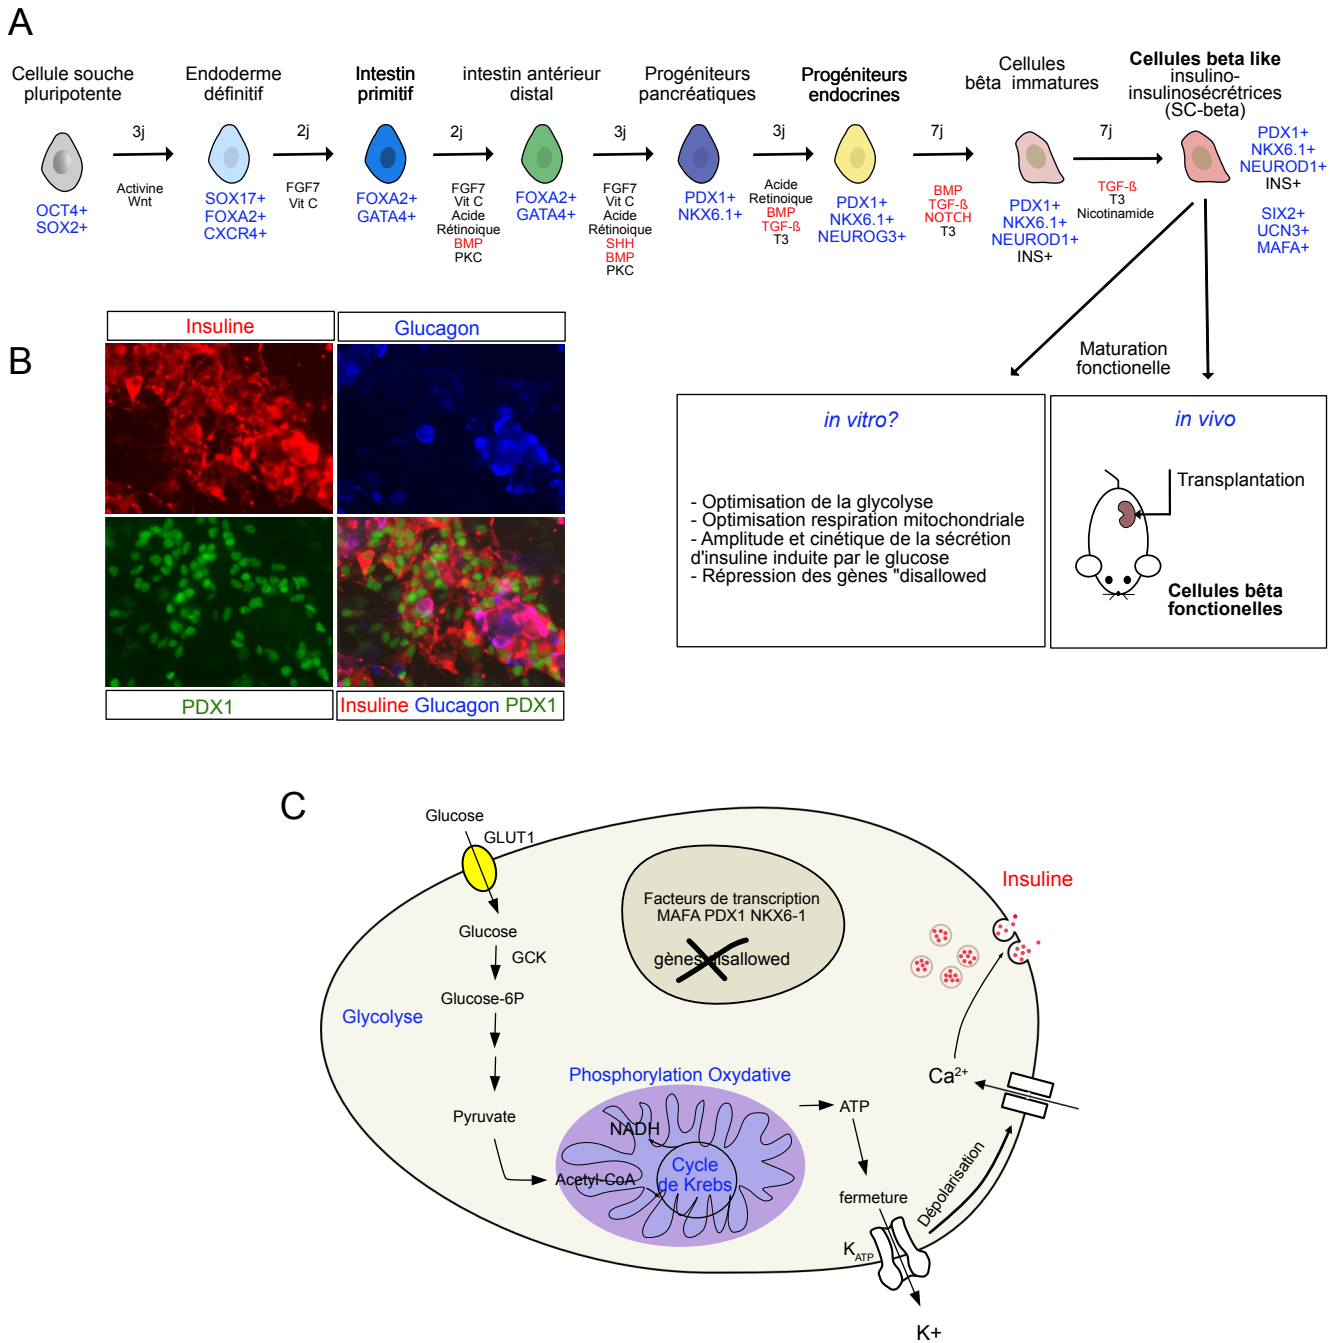 A
Cellule souche
pluripotente
3j
Activine
Wnt
OCT4+
SOX2+
Endoderme
définitif
2j
FGF7
Vit C
SOX17+
FOXA2+
CXCR4+
Intestin
primitif
2j
FGF7
Vit C
Acide
Rétinoique
BMP
PKC
FOXA2+
GATA4+
intestin antérieur
distal
3j
FGF7
Vit C
Acide
Rétinoique
SHH
BMP
PKC
FOXA2+
GATA4+
Progéniteurs
pancréatiques
3j
Acide
Retinoique
BMP
TGF-ß
T3
PDX1+
NKX6.1+
Progéniteurs
endocrines
7j
BMP
TGF-ß
NOTCH
T3
PDX1+
NKX6.1+
NEUROG3+
Cellules
bêta immatures
7j
TGF-ß
T3
Nicotinamide
PDX1+
NKX6.1+
NEUROD1+
INS+
Cellules beta like
insulino-
insulinosécrétrices
(SC-beta)
PDX1+
NKX6.1+
NEUROD1+
INS+
SIX2+
UCN3+
MAFA+
Maturation
fonctionelle
in vitro?
- Optimisation de la glycolyse
- Optimisation respiration mitochondriale
- Amplitude et cinétique de la sécrétion
d'insuline induite par le glucose
- Répression des gènes "disallowed
in vivo
Transplantation
Cellules bêta
fonctionelles
B
Insuline
Glucagon
PDX1
Insuline Glucagon PDX1
C
Glucose
GLUT1
Glucose
GCK
Glucose-6P
Glycolyse
Pyruvate
Facteurs de transcription
MAFA PDX1 NKX6-1
gènes disallowed
Phosphorylation Oxydative
NADH
Acetyl-CoA
Cycle
de Krebs
ATP
fermeture
KATP
K+
Dépolarisation
Ca2+
Insuline